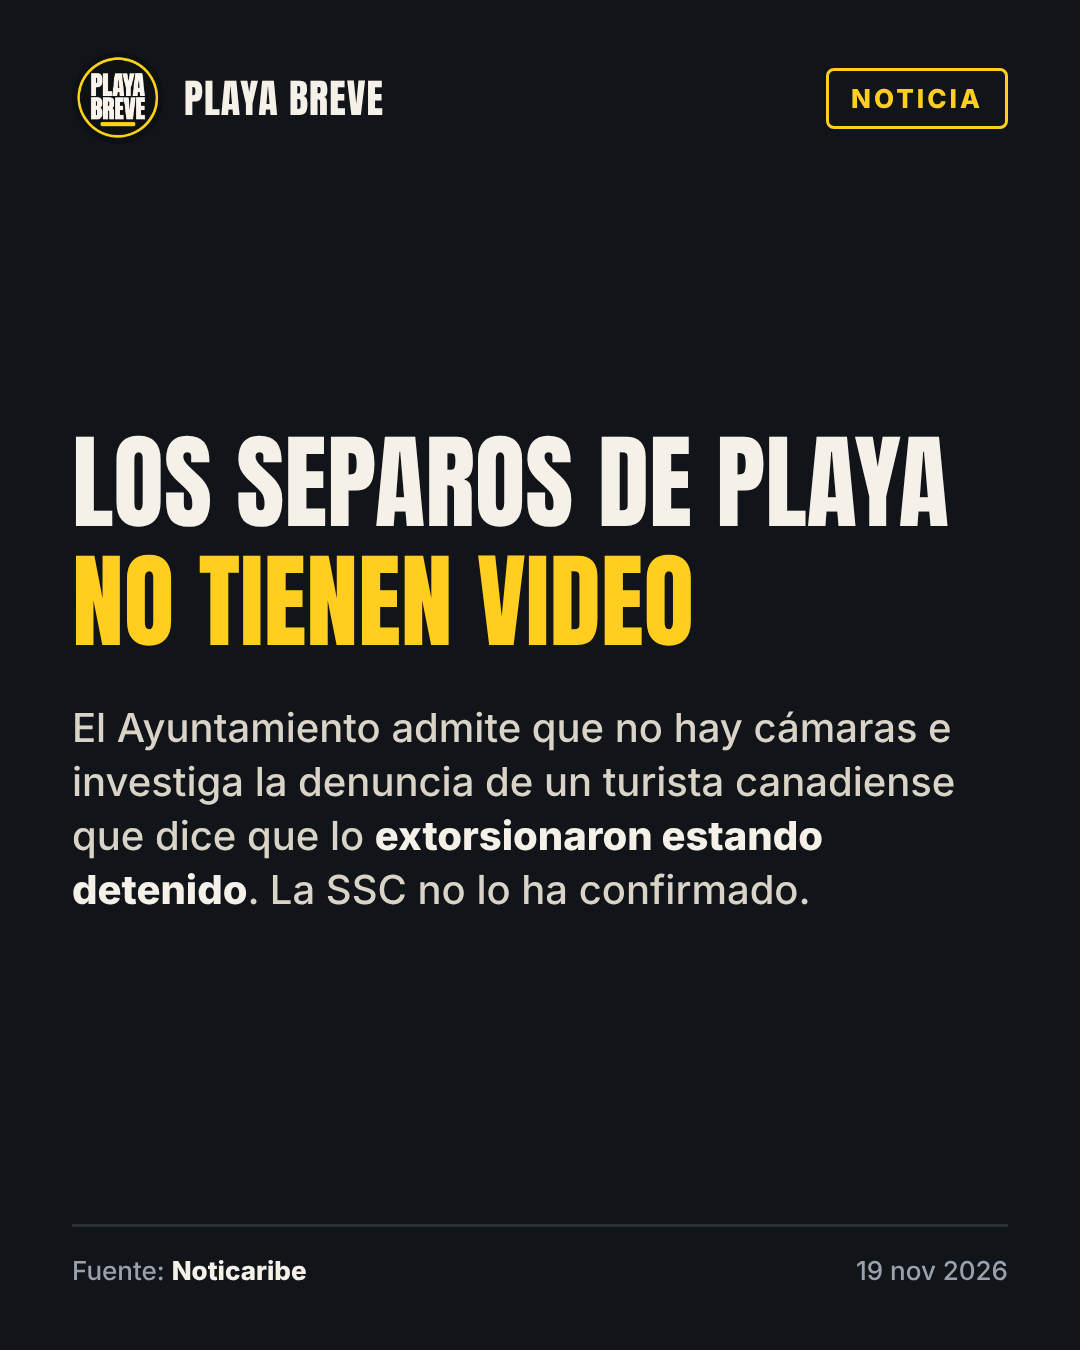 PLAYA
BREVE
PLAYA BREVE
NOTICIA
LOS SEPAROS DE PLAYA
NO TIENEN VIDEO
El Ayuntamiento admite que no hay cámaras e
investiga la denuncia de un turista canadiense
que dice que lo extorsionaron estando
detenido. La SSC no lo ha confirmado.
Fuente: Noticaribe
19 nov 2026